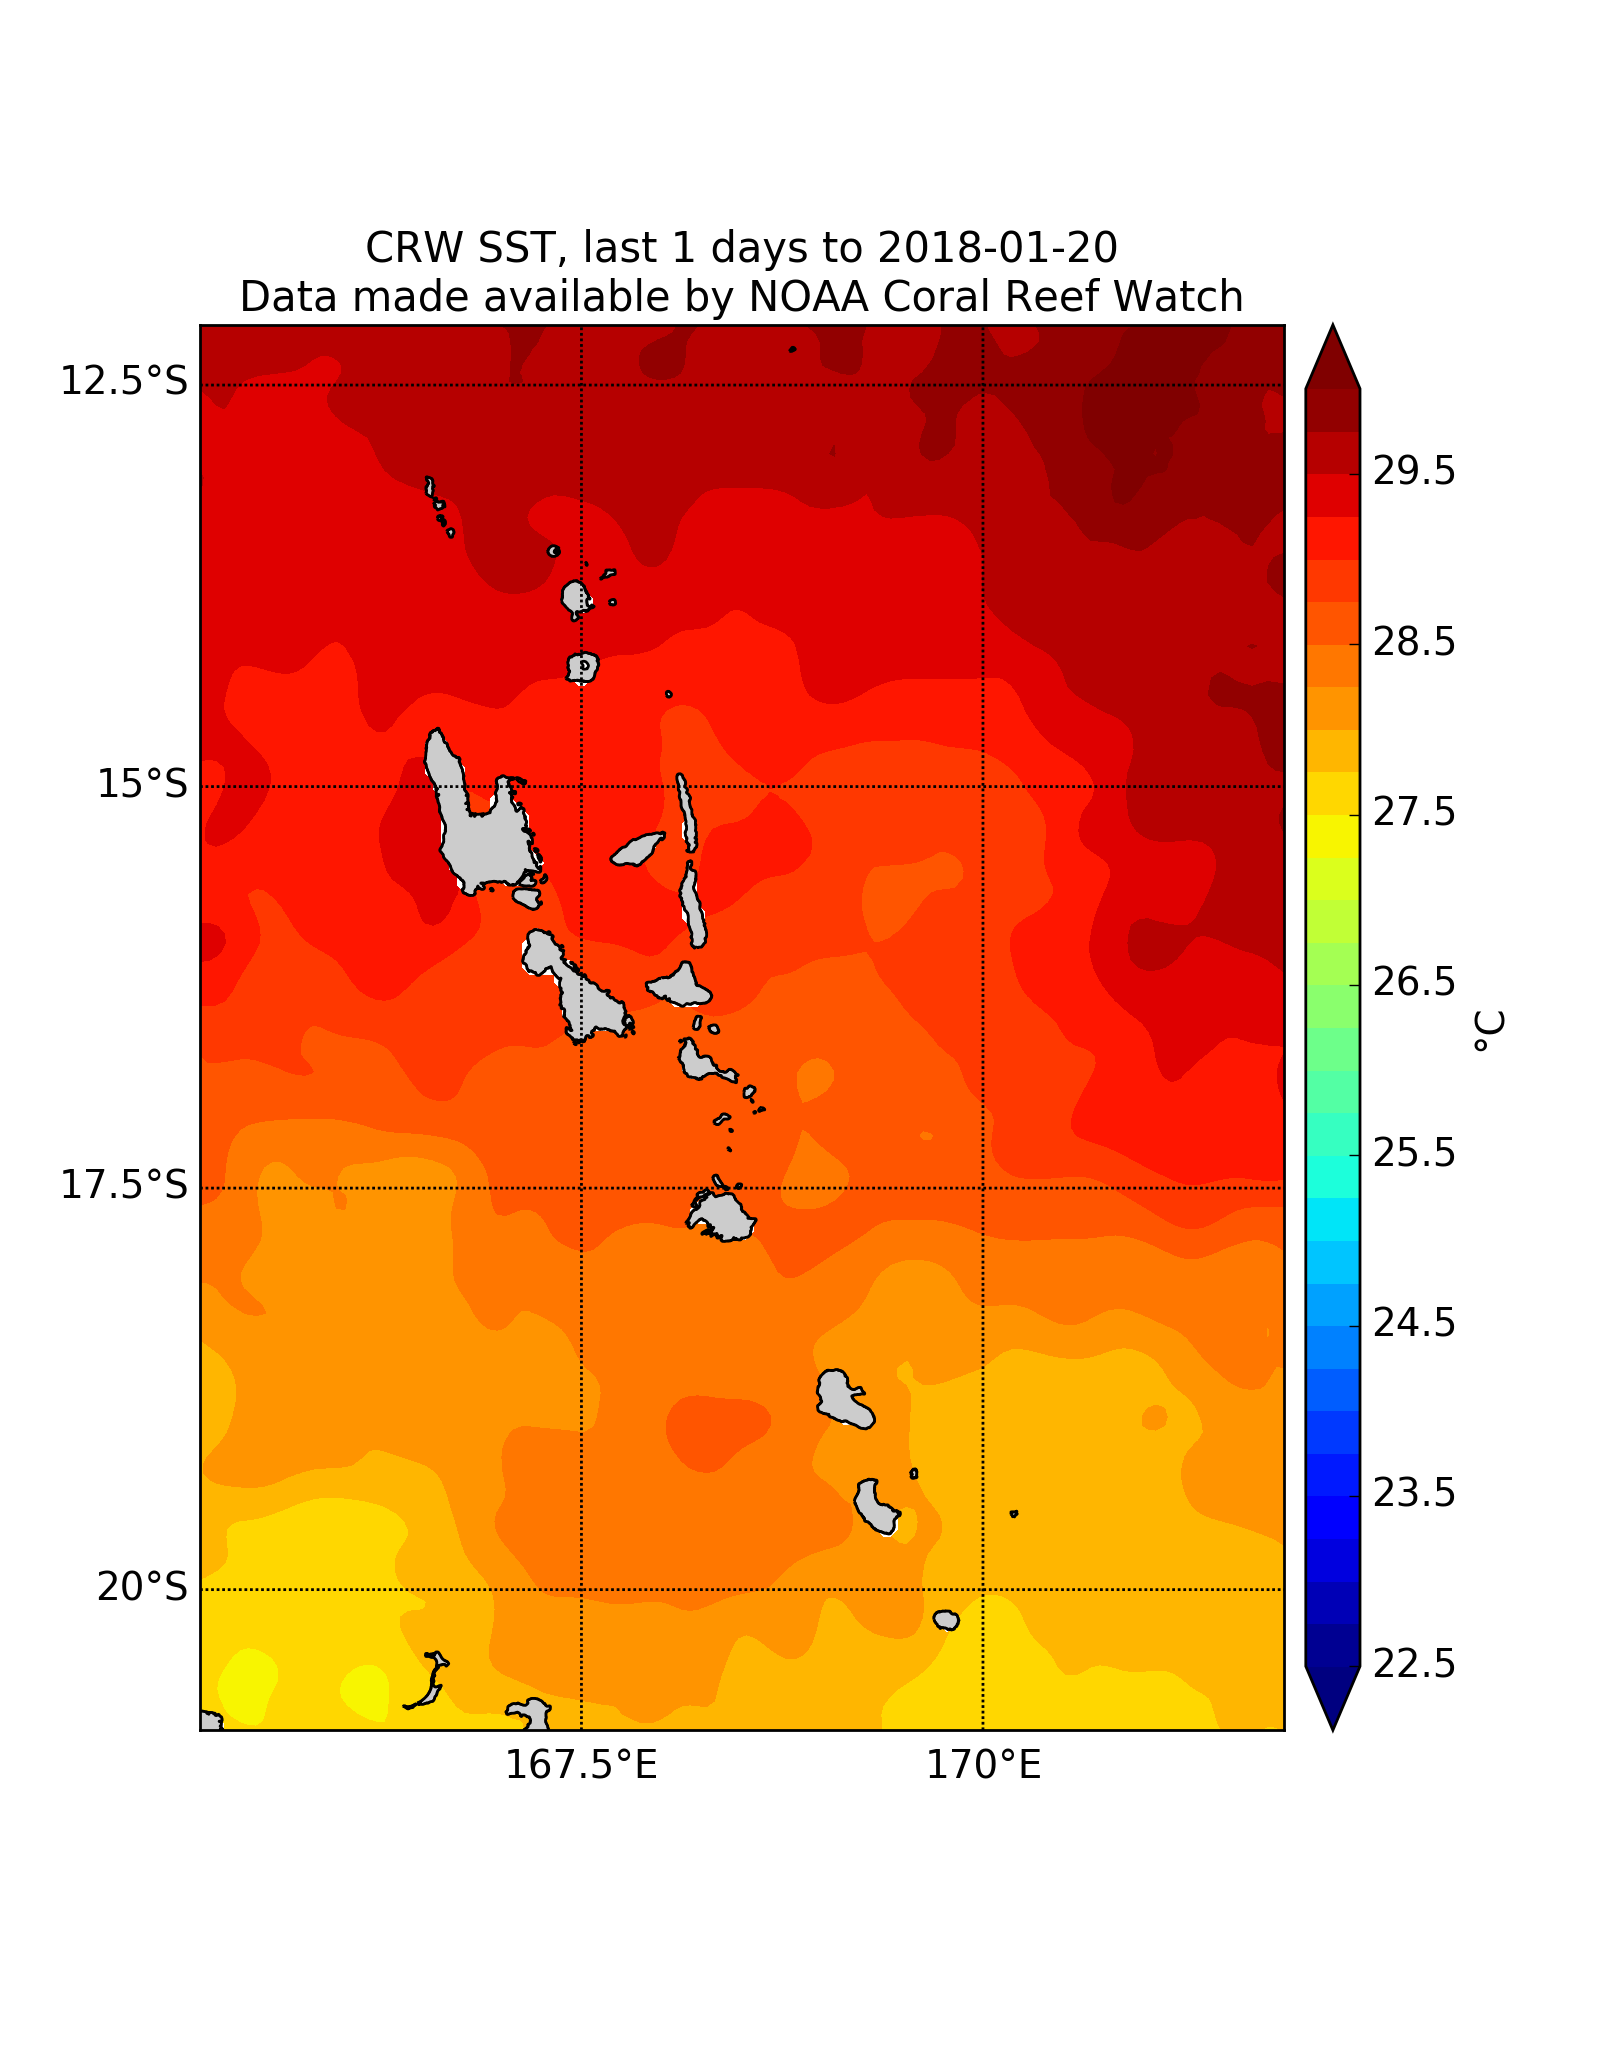 CRW SST, last 1 days to 2018-01-20
Data made available by NOAA Coral Reef Watch
12.5°S
15°S
17.5°S
20°S
167.5°E
170°E
29.5
28.5
27.5
26.5
25.5
24.5
23.5
22.5
°C